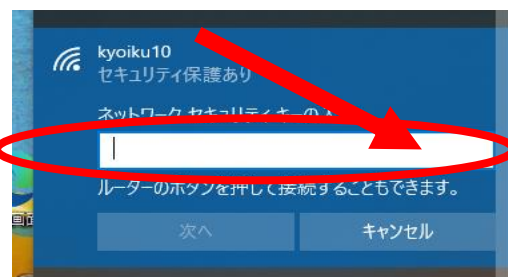 kyoiku10
セキュリティ保護あり
ネットワーク セキュリティ キーの入
ルーターのボタンを押して接続することもできます。
次へ
キャンセル